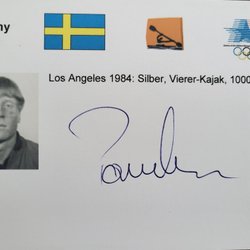 ny
Los Angeles 1984: Silber, Vierer-Kajak, 1000